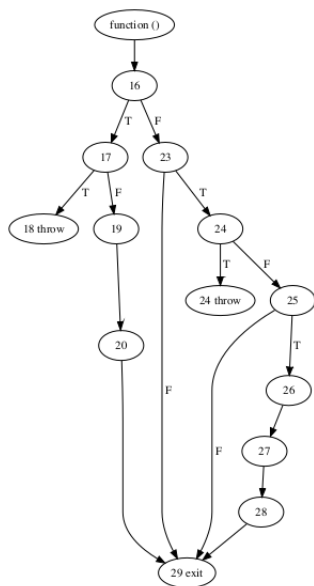 function ()
16
T
F
17
23
T
F
T
18 throw
19
24
T
F
24 throw
25
20
T
F
26
F
27
28
29 exit